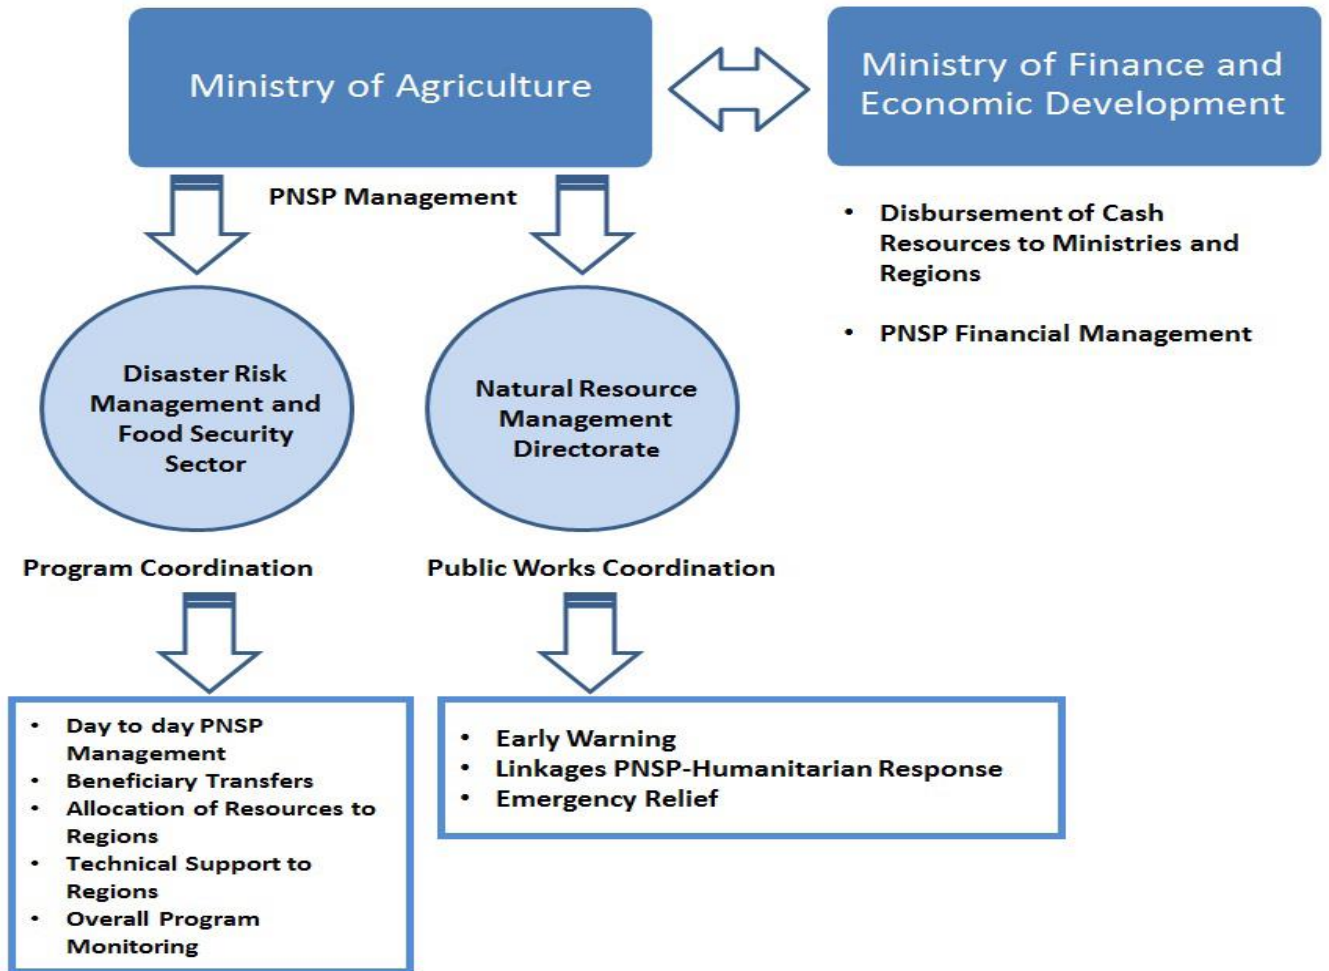 Ministry of Agriculture
Ministry of Finance and
Economic Development
PNSP Management
• Disbursement of Cash
Resources to Ministries and
Regions
• PNSP Financial Management
Disaster Risk
Management and
Food Security
Sector
Natural Resource
Management
Directorate
Program Coordination
Public Works Coordination
• Day to day PNSP
Management
• Beneficiary Transfers
• Allocation of Resources to
Regions
• Technical Support to
Regions
• Overall Program
Monitoring
• Early Warning
• Linkages PNSP-Humanitarian Response
• Emergency Relief